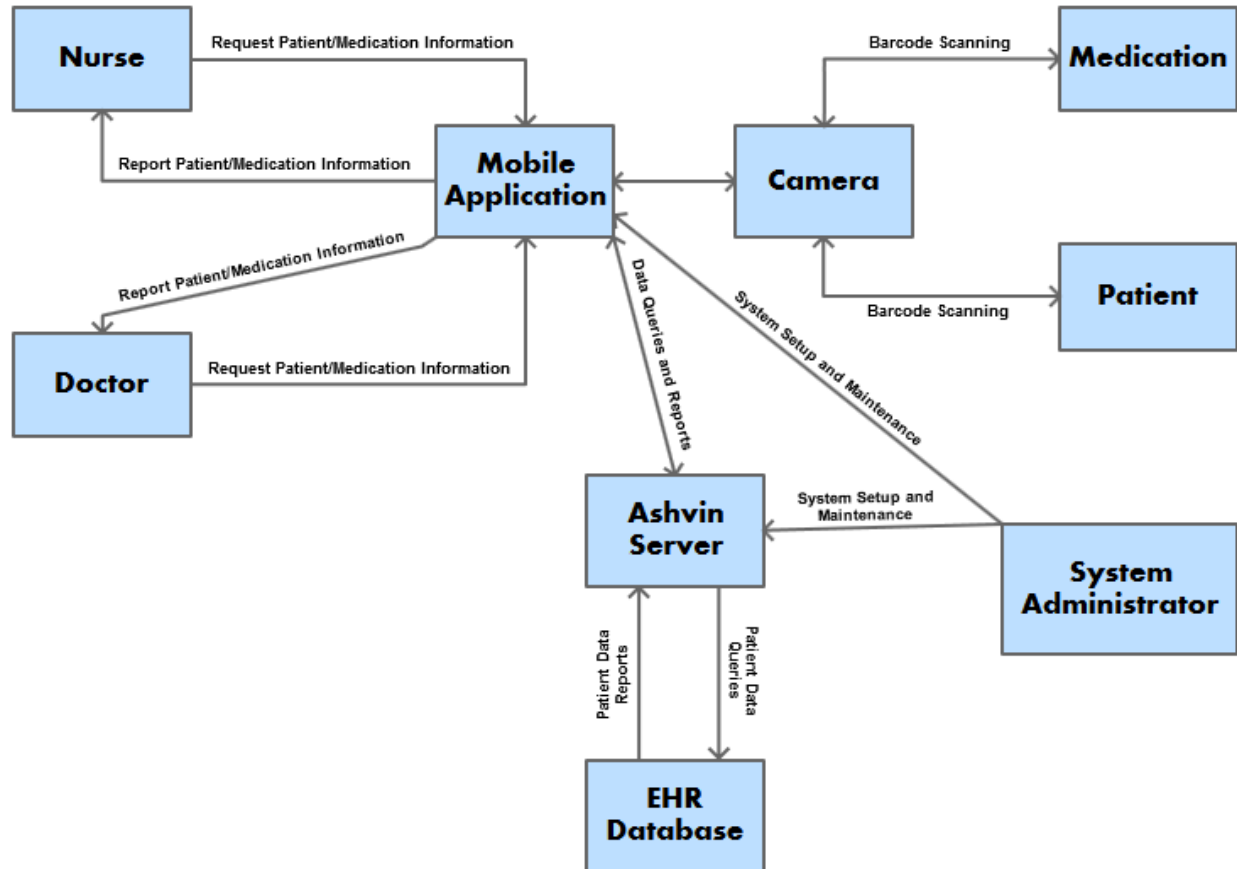 Nurse
Request Patient/Medication Information
Barcode Scanning
Medication
Report Patient/Medication Information
Mobile
Application
Camera
Report Patient/Medication Information
Data Queries and Reports
System Setup and Maintenance
Barcode Scanning
Patient
Doctor
Request Patient/Medication Information
Ashvin
Server
System Setup and
Maintenance
System
Administrator
Patient Data
Reports
Patient Data
Queries
EHR
Database